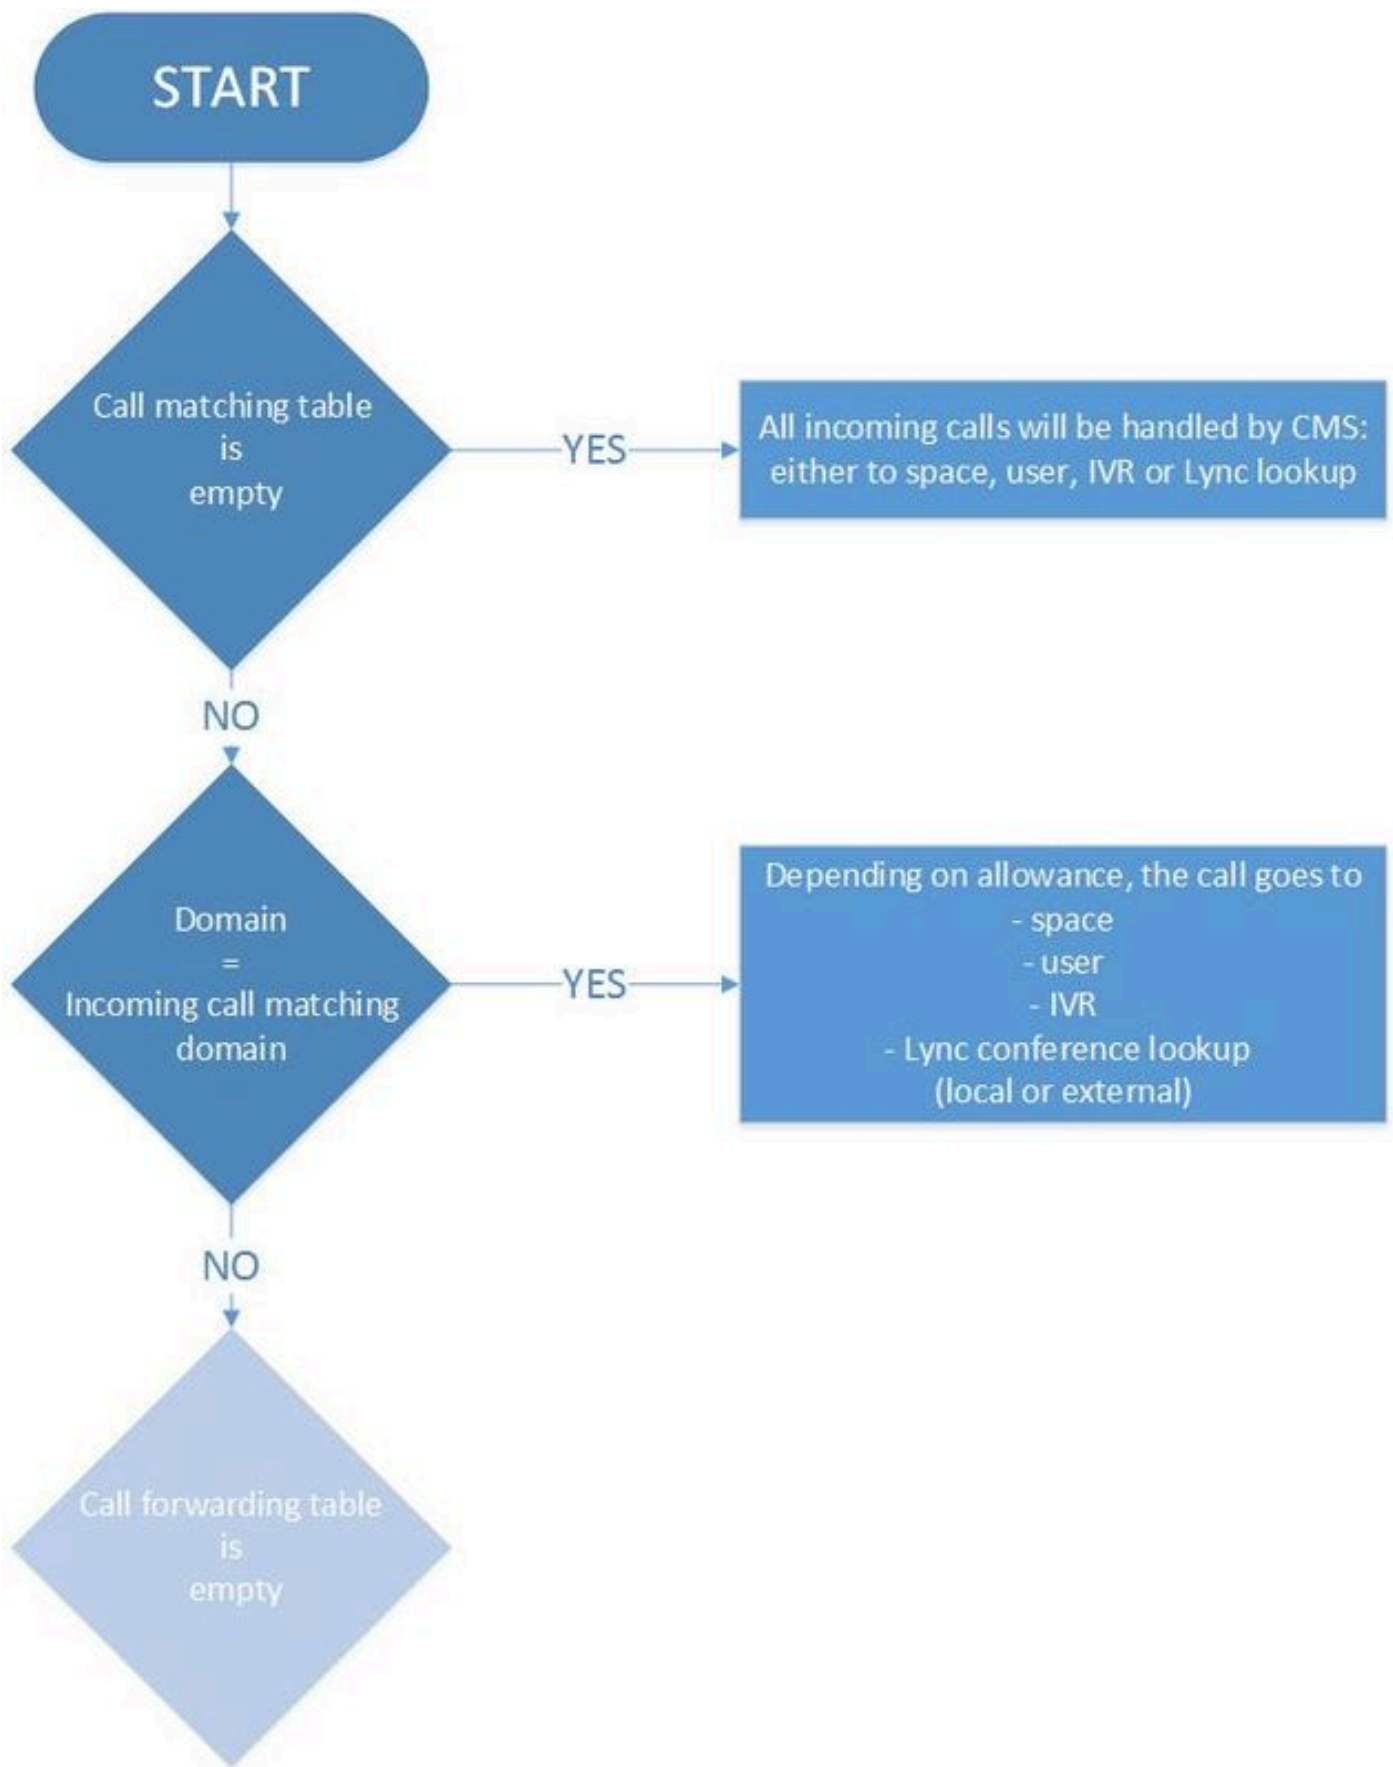 START
Call matching table
is
empty
YES
All incoming calls will be handled by CMS:
either to space, user, IVR or Lync lookup
NO
Domain
=
Incoming call matching
domain
YES
Depending on allowance, the call goes to
- space
- user
- IVR
- Lync conference lookup
(local or external)
NO
Call forwarding table
is
empty